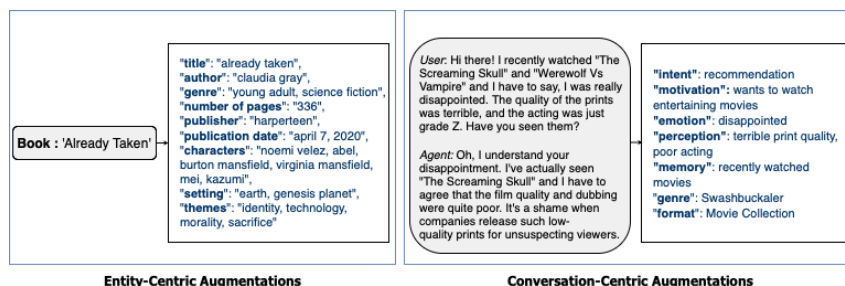 Book : 'Already Taken'
"title": "already taken",
"author": "claudia gray",
"genre": "young adult, science fiction",
"number of pages": "336",
"publisher": "harperteen",
"publication date": "april 7, 2020",
"characters": "noemi velez, abel,
burton mansfield, virginia mansfield,
mei, kazumi",
"setting": "earth, genesis planet",
"themes": "identity, technology,
morality, sacrifice"
Entity-Centric Augmentations
User: Hi there! I recently watched "The
Screaming Skull" and "Werewolf Vs
Vampire" and I have to say, I was really
disappointed. The quality of the prints
was terrible, and the acting was just
grade Z. Have you seen them?
Agent: Oh, I understand your
disappointment. I've actually seen
"The Screaming Skull" and I have to
agree that the film quality and dubbing
were quite poor. It's a shame when
companies release such low-
quality prints for unsuspecting viewers.
"intent": recommendation
"motivation": wants to watch
entertaining movies
"emotion": disappointed
"perception": terrible print quality,
poor acting
"memory": recently watched
movies
"genre": Swashbuckaler
"format": Movie Collection
Conversation-Centric Augmentations